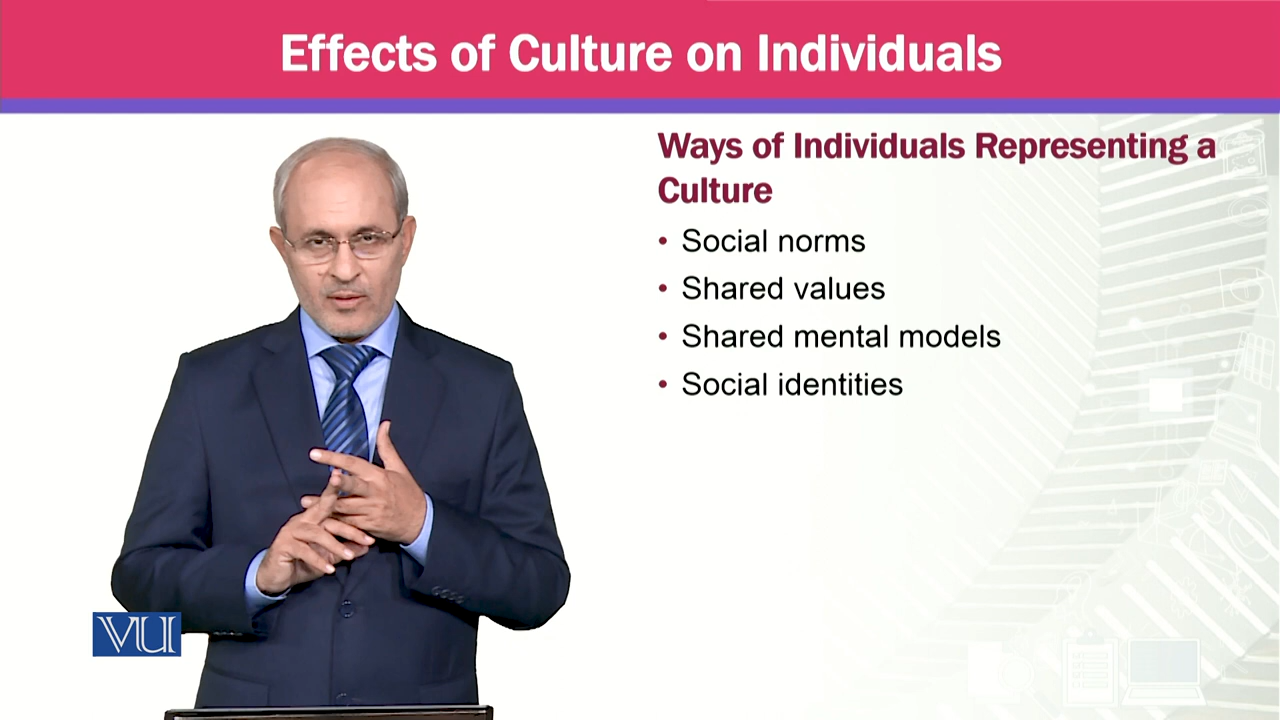 Effects of Culture on Individuals
Ways of Individuals Representing a
Culture
• Social norms
• Shared values
• Shared mental models
• Social identities
VU